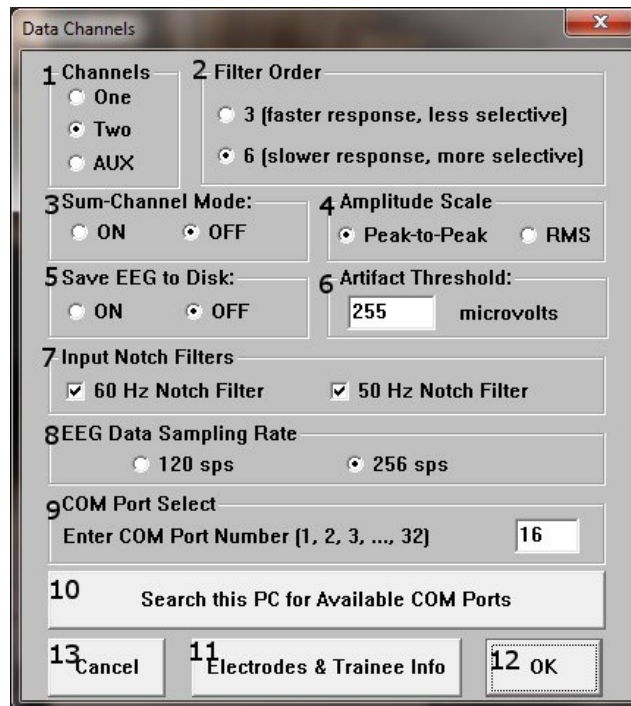 Data Channels
1 Channels
One
Two
AUX
2 Filter Order
3 (faster response, less selective)
6 (slower response, more selective)
3 Sum-Channel Mode:
ON OFF
4 Amplitude Scale
Peak-to-Peak RMS
5 Save EEG to Disk:
ON OFF
6 Artifact Threshold:
255 microvolts
7 Input Notch Filters
60 Hz Notch Filter 50 Hz Notch Filter
8 EEG Data Sampling Rate
120 sps 256 sps
9 COM Port Select
Enter COM Port Number (1, 2, 3, ..., 32) 16
10 Search this PC for Available COM Ports
13 Cancel 11 Electrodes & Trainee Info 12 OK